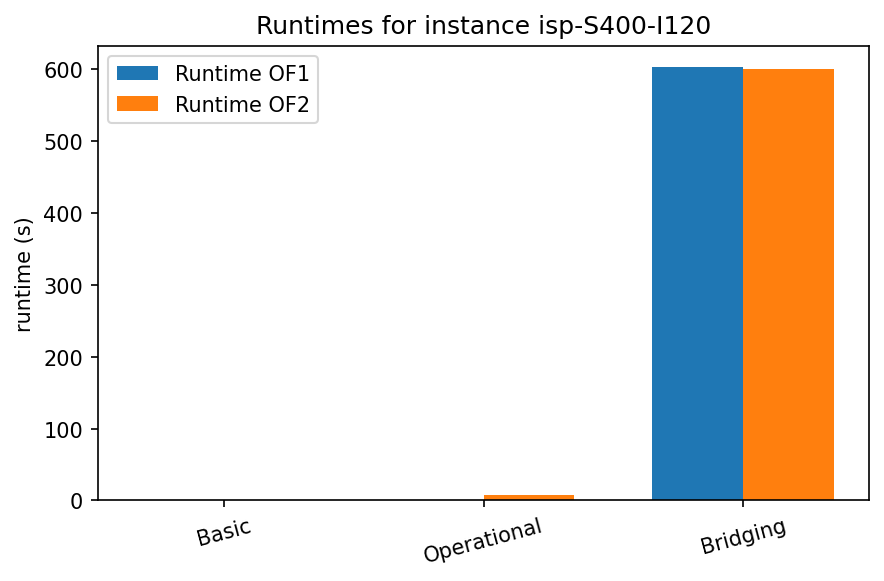 Runtimes for instance isp-S400-I120
Runtime OF1
Runtime OF2
runtime (s)
600
500
400
300
200
100
0
Basic
Operational
Bridging